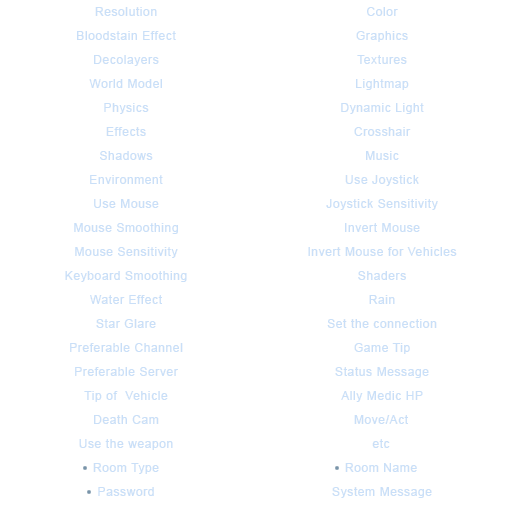 Resolution Color
Bloodstain Effect Graphics
Decolayers Textures
World Model Lightmap
Physics Dynamic Light
Effects Crosshair
Shadows Music
Environment Use Joystick
Use Mouse Joystick Sensitivity
Mouse Smoothing Invert Mouse
Mouse Sensitivity Invert Mouse for Vehicles
Keyboard Smoothing Shaders
Water Effect Rain
Star Glare Set the connection
Preferable Channel Game Tip
Preferable Server Status Message
Tip of  Vehicle Ally Medic HP
Death Cam Move/Act
Use the weapon etc
• Room Type • Room Name
• Password System Message